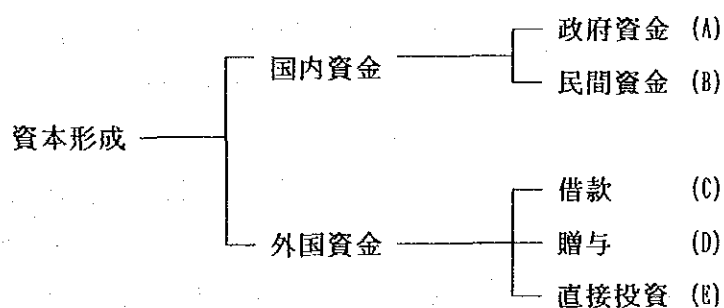 政府資金 (A)
国内資金
民間資金 (B)
資本形成
借款 (C)
外国資金
贈与 (D)
直接投資 (E)